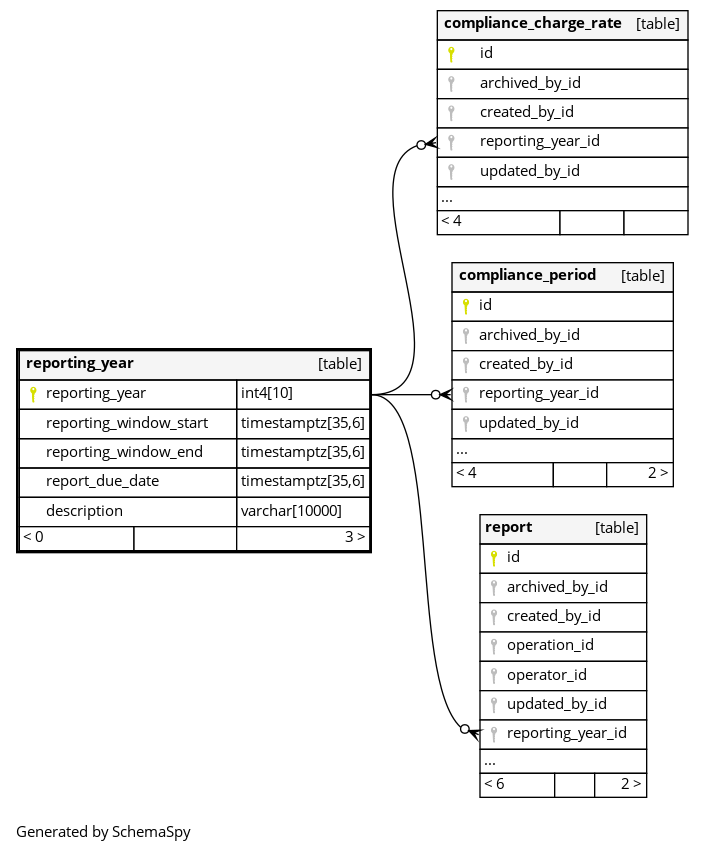 compliance_charge_rate [table]
id
archived_by_id
created_by_id
reporting_year_id
updated_by_id
...
< 4
compliance_period [table]
id
archived_by_id
created_by_id
reporting_year_id
updated_by_id
...
< 4 2 >
reporting_year [table]
reporting_year int4[10]
reporting_window_start timestamptz[35,6]
reporting_window_end timestamptz[35,6]
report_due_date timestamptz[35,6]
description varchar[10000]
< 0 3 >
report [table]
id
archived_by_id
created_by_id
operation_id
operator_id
updated_by_id
reporting_year_id
...
< 6 2 >
Generated by SchemaSpy